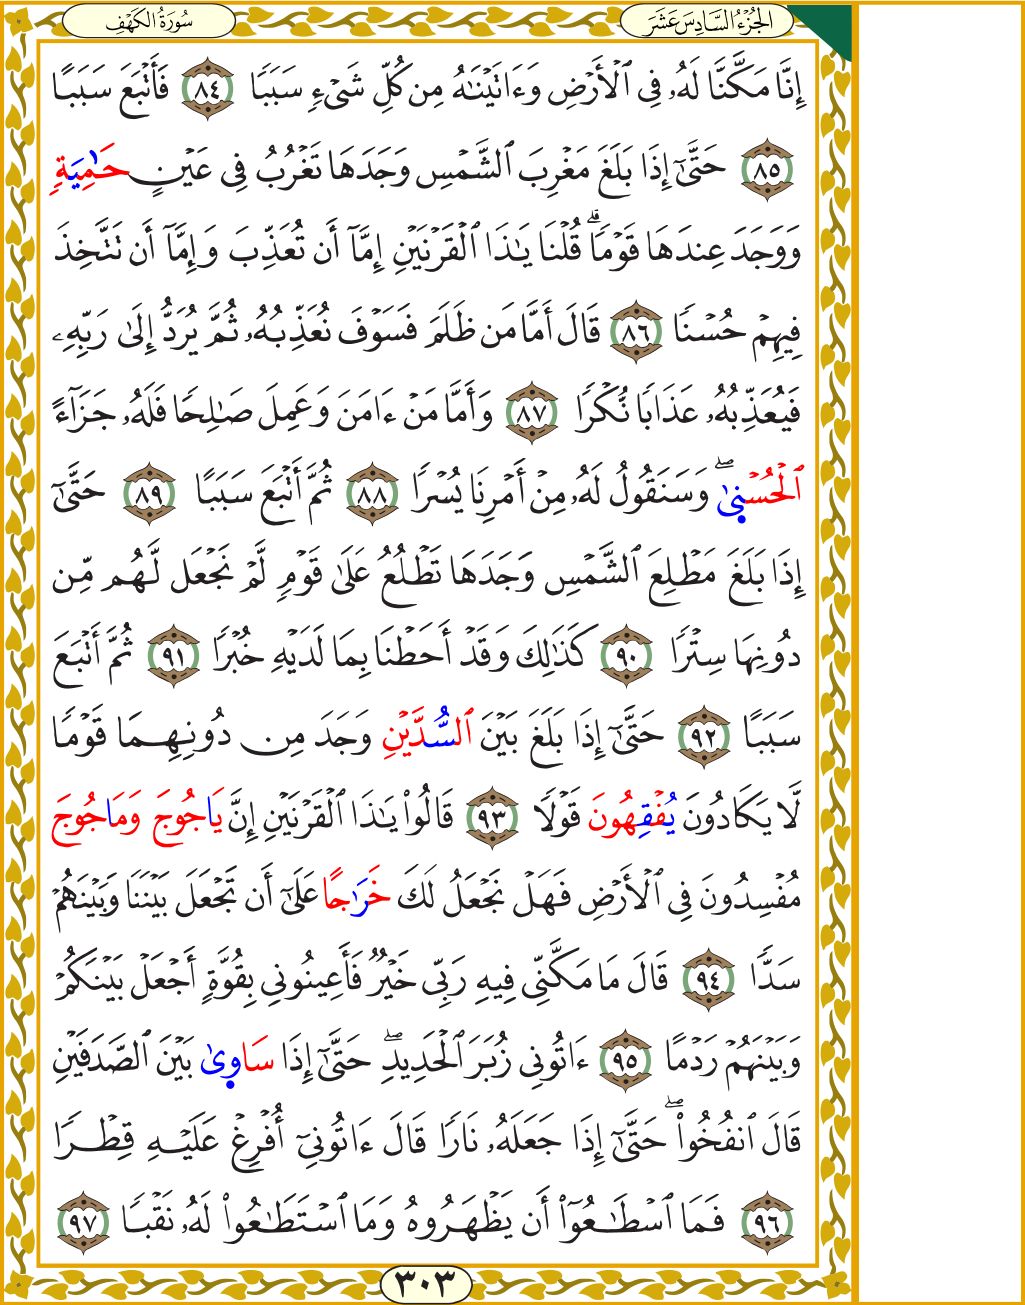 سُورَةُ الكَهْفِ
الجُزْءُ السَّادِسَ عَشَرَ
إِنَّا مَكَّنَّا لَهُۥ فِى ٱلْأَرْضِ وَءَاتَيْنَٰهُ مِن كُلِّ شَىْءٍ سَبَبًا ٨٤ فَأَتْبَعَ سَبَبًا
٨٥ حَتَّىٰٓ إِذَا بَلَغَ مَغْرِبَ ٱلشَّمْسِ وَجَدَهَا تَغْرُبُ فِى عَيْنٍ حَٰمِيَةٍ
وَوَجَدَ عِندَهَا قَوْمًا ۗ قُلْنَا يَٰذَا ٱلْقَرْنَيْنِ إِمَّآ أَن تُعَذِّبَ وَإِمَّآ أَن تَتَّخِذَ
فِيهِمْ حُسْنًا ٨٦ قَالَ أَمَّا مَن ظَلَمَ فَسَوْفَ نُعَذِّبُهُۥ ثُمَّ يُرَدُّ إِلَىٰ رَبِّهِۦ
فَيُعَذِّبُهُۥ عَذَابًا نُّكْرًا ٨٧ وَأَمَّا مَنْ ءَامَنَ وَعَمِلَ صَٰلِحًا فَلَهُۥ جَزَآءً
ٱلْحُسْنِىٰ ۖ وَسَنَقُولُ لَهُۥ مِنْ أَمْرِنَا يُسْرًا ٨٨ ثُمَّ أَتْبَعَ سَبَبًا ٨٩ حَتَّىٰٓ
إِذَا بَلَغَ مَطْلِعَ ٱلشَّمْسِ وَجَدَهَا تَطْلُعُ عَلَىٰ قَوْمٍ لَّمْ نَجْعَل لَّهُم مِّن
دُونِهَا سِتْرًا ٩٠ كَذَٰلِكَ وَقَدْ أَحَطْنَا بِمَا لَدَيْهِ خُبْرًا ٩١ ثُمَّ أَتْبَعَ
سَبَبًا ٩٢ حَتَّىٰٓ إِذَا بَلَغَ بَيْنَ ٱلسُّدَّيْنِ وَجَدَ مِن دُونِهِمَا قَوْمًا
لَّا يَكَادُونَ يُفْقِهُونَ قَوْلًا ٩٣ قَالُوا۟ يَٰذَا ٱلْقَرْنَيْنِ إِنَّ يَاجُوجَ وَمَاجُوجَ
مُفْسِدُونَ فِى ٱلْأَرْضِ فَهَلْ نَجْعَلُ لَكَ خَرَٰجًا عَلَىٰٓ أَن تَجْعَلَ بَيْنَنَا وَبَيْنَهُمْ
سَدًّا ٩٤ قَالَ مَا مَكَّنِّى فِيهِ رَبِّى خَيْرٌ فَأَعِينُونِى بِقُوَّةٍ أَجْعَلْ بَيْنَكُمْ
وَبَيْنَهُمْ رَدْمًا ٩٥ ءَاتُونِى زُبَرَ ٱلْحَدِيدِ ۖ حَتَّىٰٓ إِذَا سَاوِىٰ بَيْنَ ٱلصَّدَفَيْنِ
قَالَ ٱنفُخُوا۟ ۖ حَتَّىٰٓ إِذَا جَعَلَهُۥ نَارًا قَالَ ءَاتُونِىٓ أُفْرِغْ عَلَيْهِ قِطْرًا
٩٦ فَمَا ٱسْطَٰعُوٓا۟ أَن يَظْهَرُوهُ وَمَا ٱسْتَطَٰعُوا۟ لَهُۥ نَقْبًا ٩٧
٣٠٣